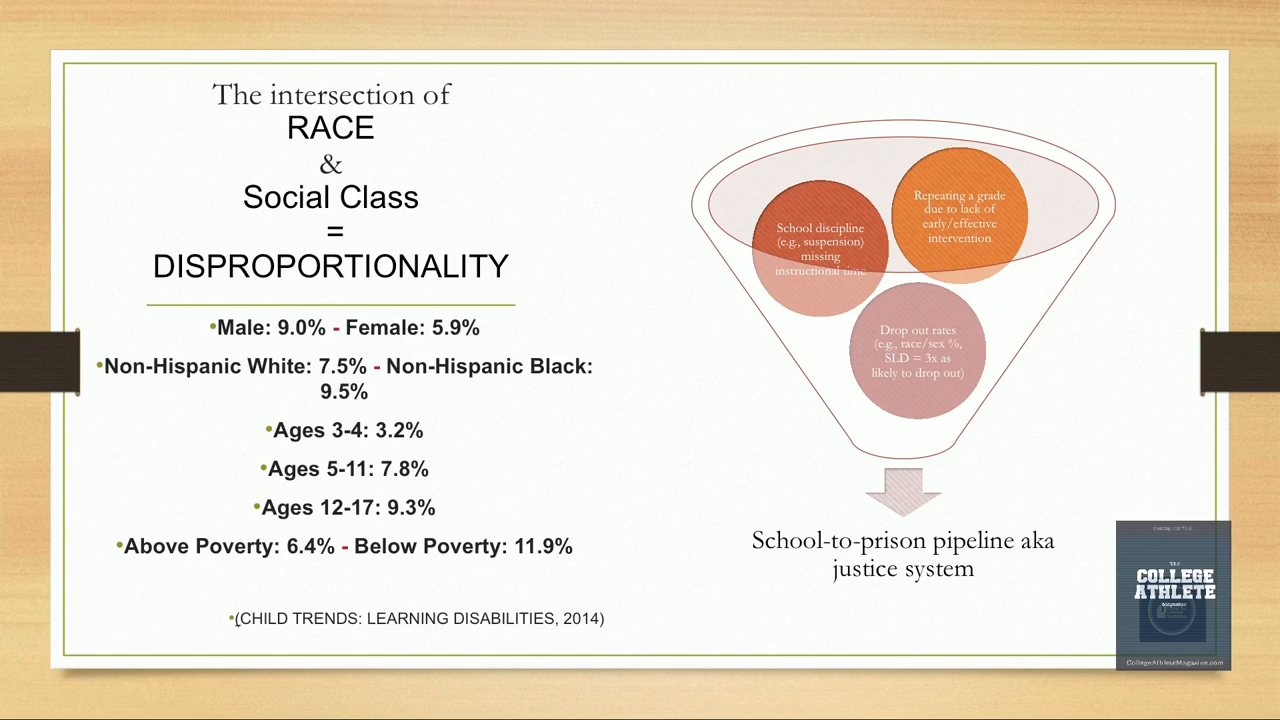 The intersection of
RACE
&
Social Class
=
DISPROPORTIONALITY
•Male: 9.0% - Female: 5.9%
•Non-Hispanic White: 7.5% - Non-Hispanic Black:
9.5%
•Ages 3-4: 3.2%
•Ages 5-11: 7.8%
•Ages 12-17: 9.3%
•Above Poverty: 6.4% - Below Poverty: 11.9%
•(CHILD TRENDS: LEARNING DISABILITIES, 2014)
School discipline
(e.g., suspension)
missing
instructional time
Repeating a grade
due to lack of
early/effective
intervention
Drop out rates
(e.g., race/sex %,
SLD = 3x as
likely to drop out)
School-to-prison pipeline aka
justice system
THE
COLLEGE
ATHLETE
Magazine
CollegeAthleteMagazine.com